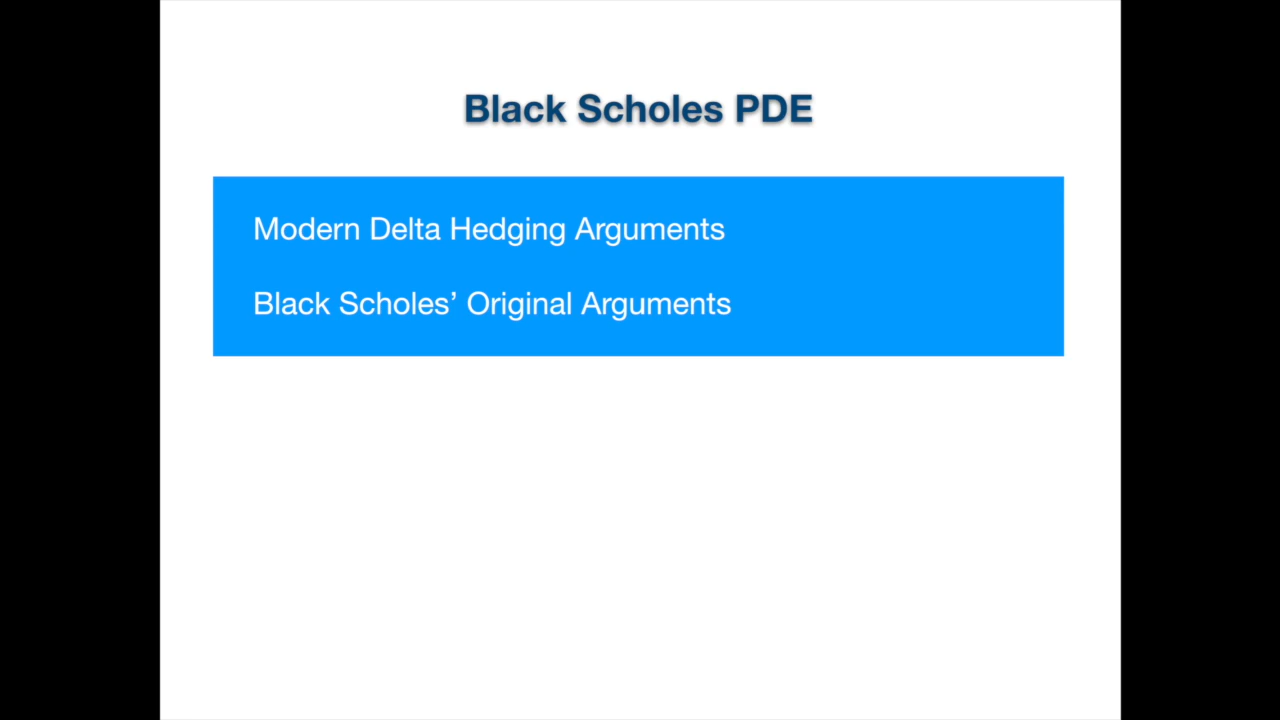 Black Scholes PDE
Modern Delta Hedging Arguments
Black Scholes’ Original Arguments